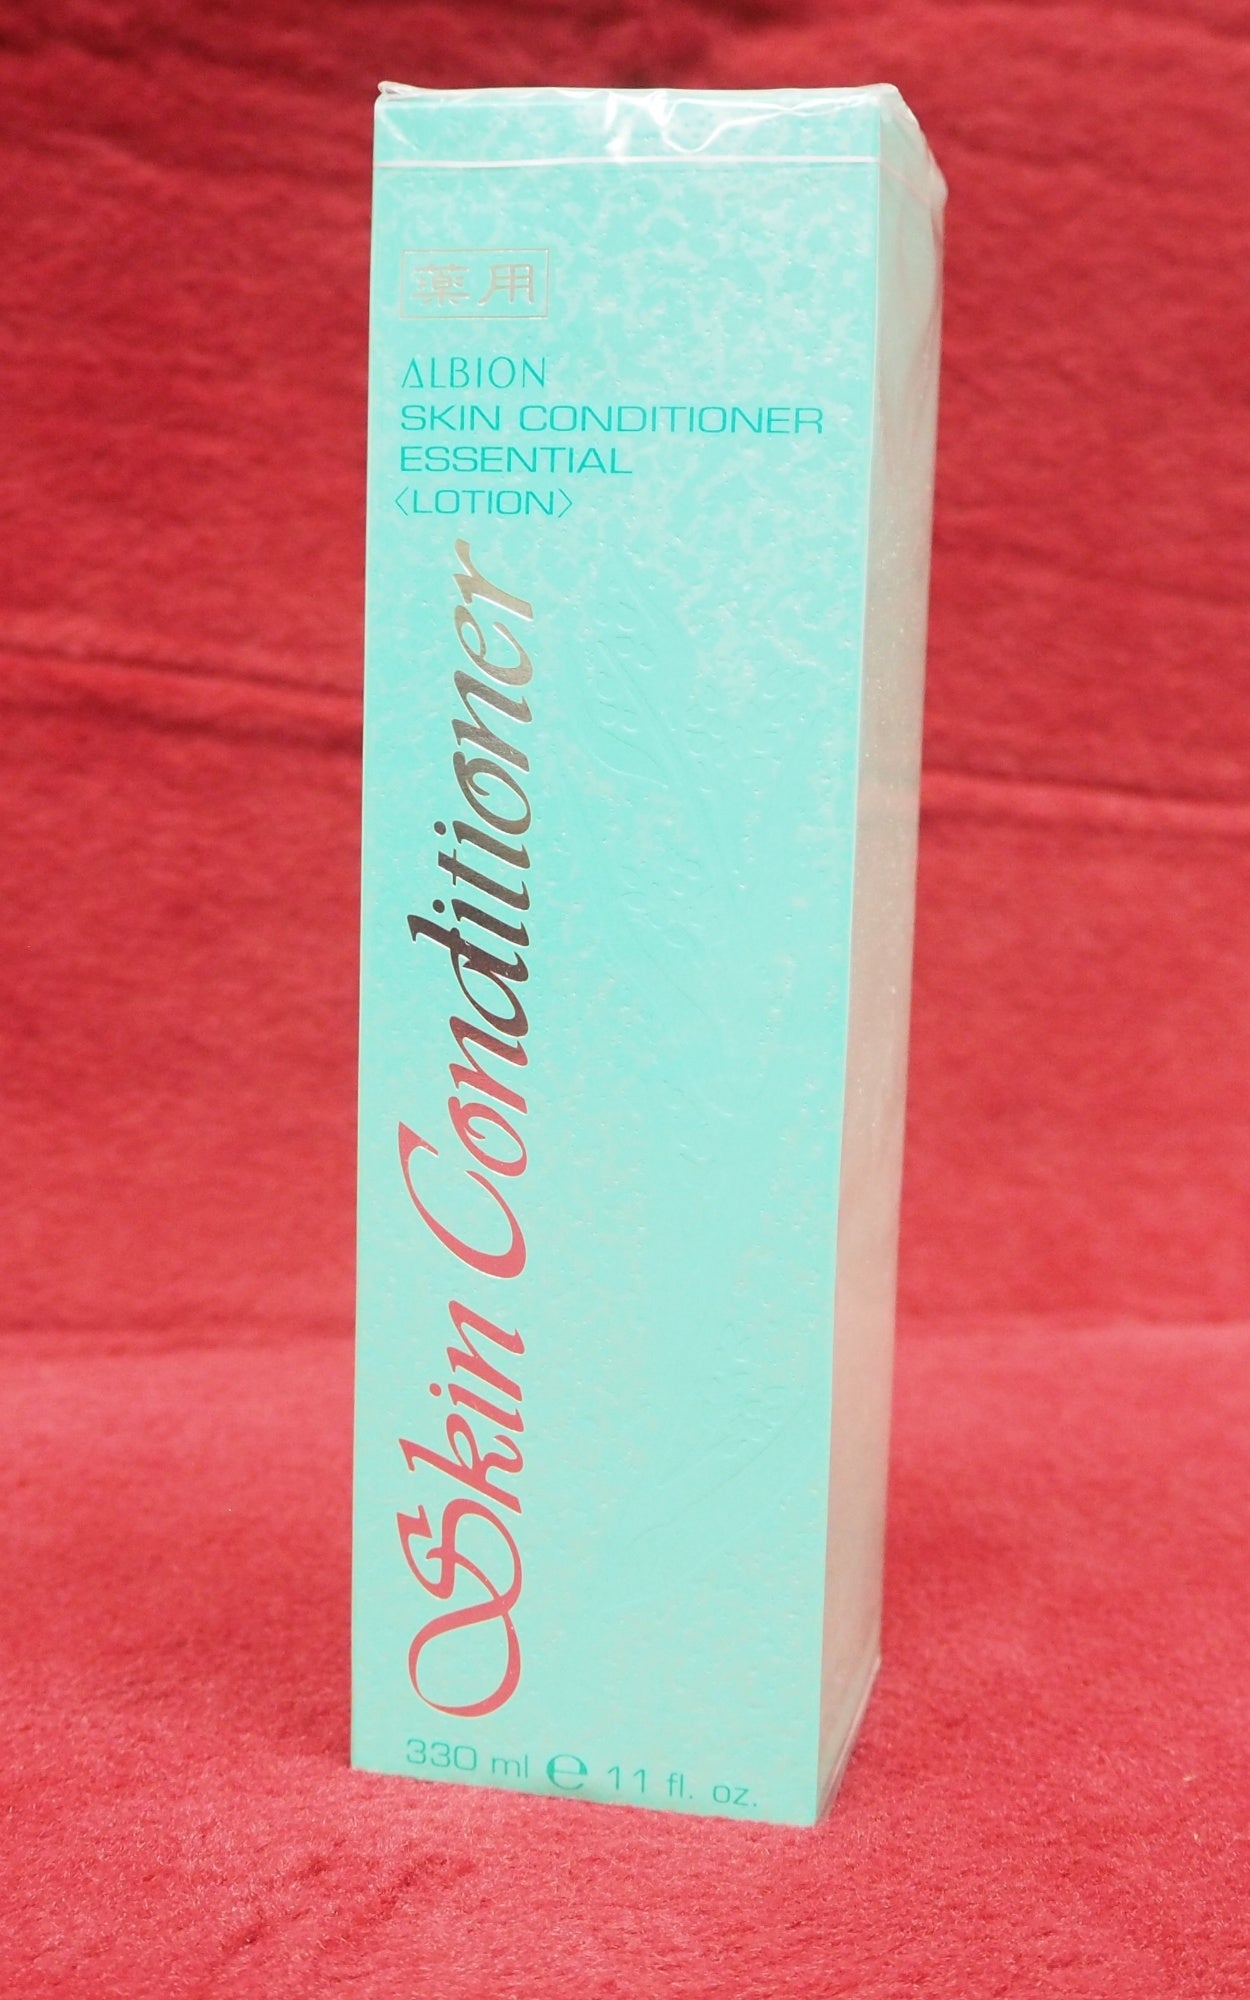 薬用
ALBION
SKIN CONDITIONER
ESSENTIAL
〈LOTION〉
Skin Conditioner
330 ml ℮ 11 fl. oz.